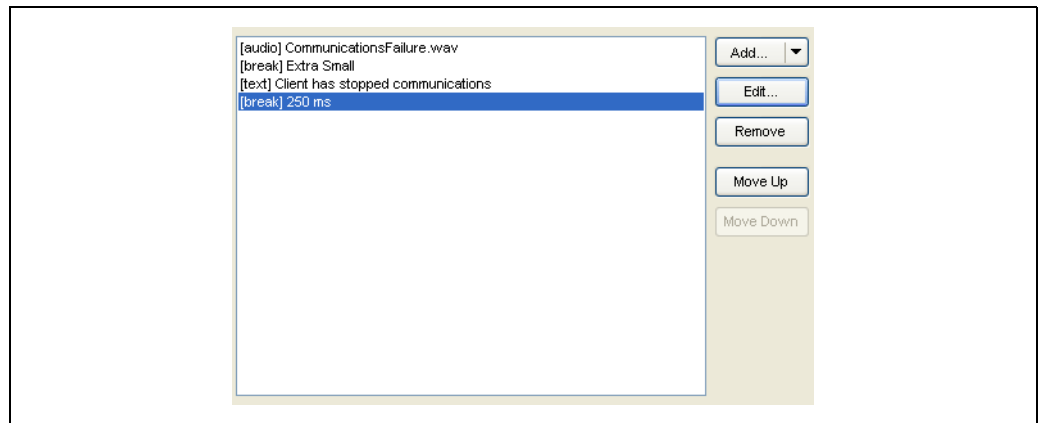 [audio] CommunicationsFailure.wav
[break] Extra Small
[text] Client has stopped communications
[break] 250 ms
Add...
Edit...
Remove
Move Up
Move Down